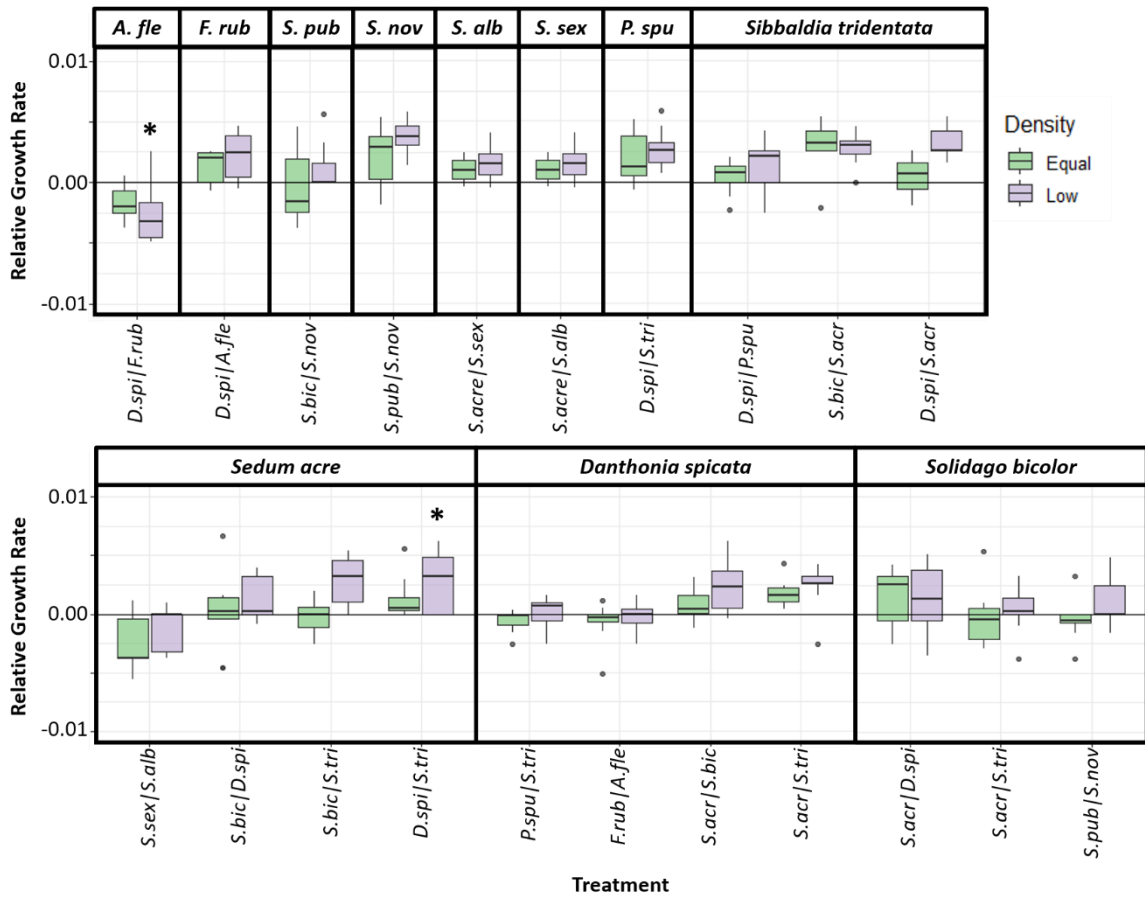 A. fle F. rub S. pub S. nov S. alb S. sex P. spu Sibbaldia tridentata
Relative Growth Rate
0.01
0.00
-0.01
*
Density
Equal
Low
D.spi|F.rub
D.spi|A.fle
S.bic|S.nov
S.pub|S.nov
S.acre|S.sex
S.acre|S.alb
D.spi|S.tri
D.spi|P.spu
S.bic|S.acr
D.spi|S.acr
Sedum acre Danthonia spicata Solidago bicolor
Relative Growth Rate
0.01
0.00
-0.01
*
S.sex|S.alb
S.bic|D.spi
S.bic|S.tri
D.spi|S.tri
P.spu|S.tri
F.rub|A.fle
S.acr|S.bic
S.acr|S.tri
S.acr|D.spi
S.acr|S.tri
S.pub|S.nov
Treatment